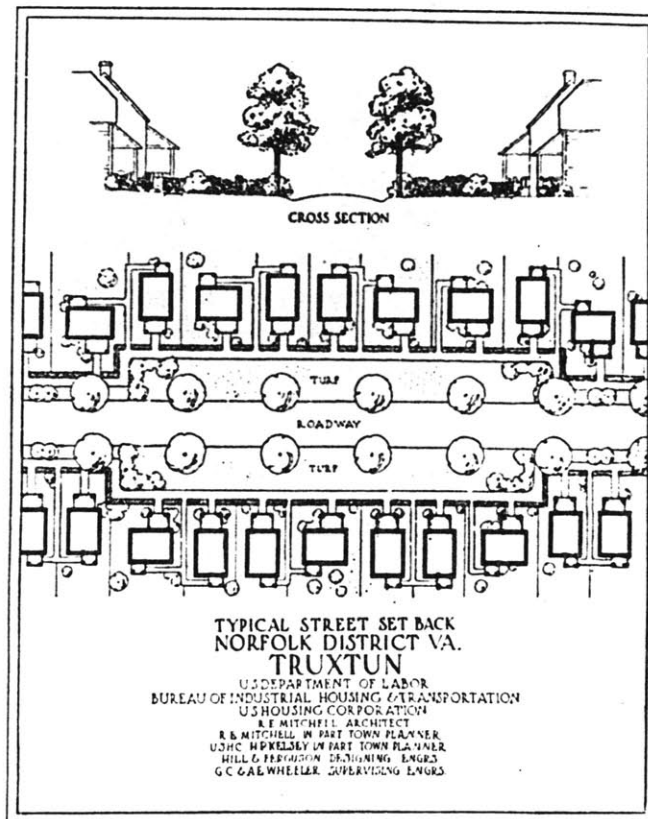 CROSS SECTION
TURF
ROADWAY
TURF
TYPICAL STREET SET BACK
NORFOLK DISTRICT VA.
TRUXTUN
U.S DEPARTMENT OF LABOR
BUREAU OF INDUSTRIAL HOUSING & TRANSPORTATION
U S HOUSING CORPORATION
R E MITCHELL ARCHITECT
R E MITCHELL IN PART TOWN PLANNER
USHC H P KELSEY IN PART TOWN PLANNER
HILL & FERGUSON DESIGNING ENGRS
G C & A E WHEELER SUPERVISING ENGRS